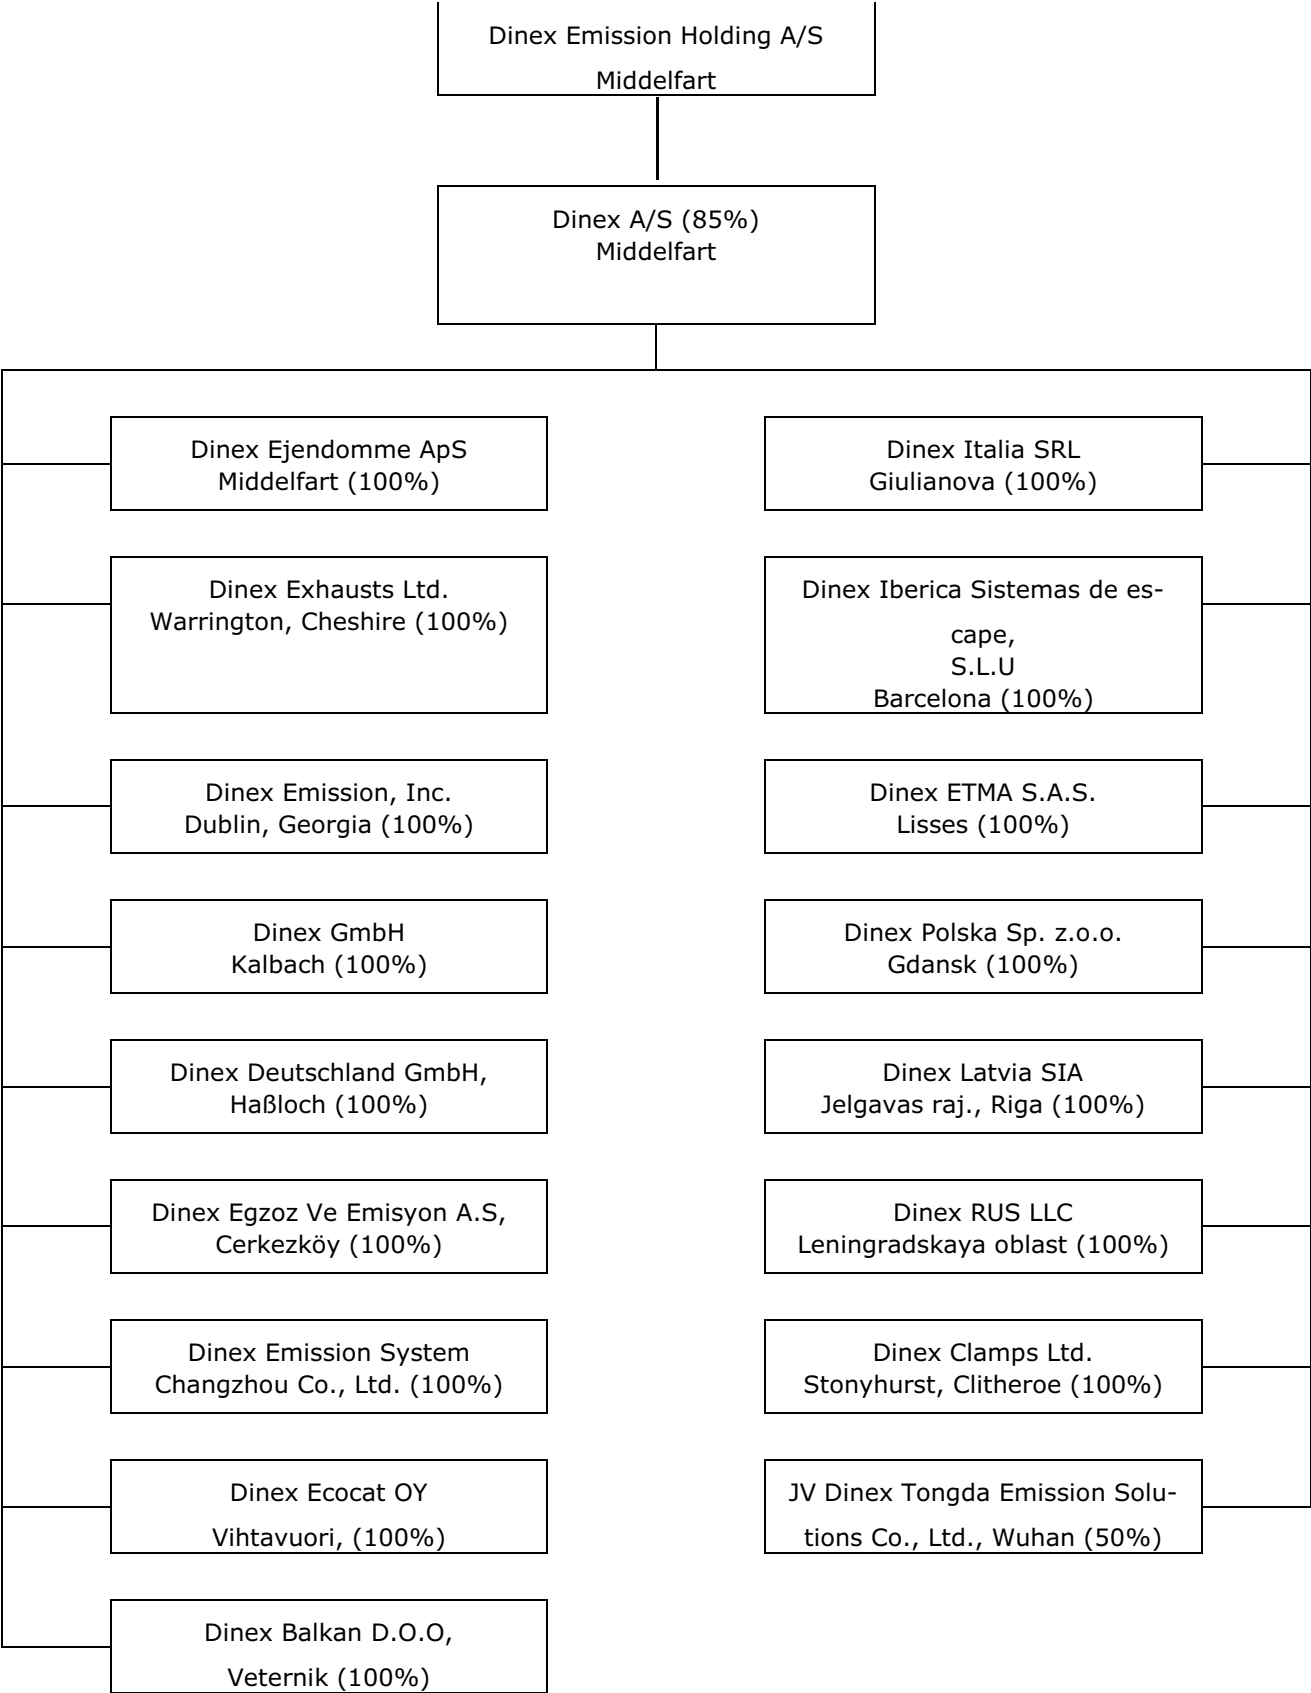 Dinex Emission Holding A/S
Middelfart
Dinex A/S (85%)
Middelfart
Dinex Ejendomme ApS
Middelfart (100%)
Dinex Italia SRL
Giulianova (100%)
Dinex Exhausts Ltd.
Warrington, Cheshire (100%)
Dinex Iberica Sistemas de es-
cape,
S.L.U
Barcelona (100%)
Dinex Emission, Inc.
Dublin, Georgia (100%)
Dinex ETMA S.A.S.
Lisses (100%)
Dinex GmbH
Kalbach (100%)
Dinex Polska Sp. z.o.o.
Gdansk (100%)
Dinex Deutschland GmbH,
Haßloch (100%)
Dinex Latvia SIA
Jelgavas raj., Riga (100%)
Dinex Egzoz Ve Emisyon A.S,
Cerkezköy (100%)
Dinex RUS LLC
Leningradskaya oblast (100%)
Dinex Emission System
Changzhou Co., Ltd. (100%)
Dinex Clamps Ltd.
Stonyhurst, Clitheroe (100%)
Dinex Ecocat OY
Vihtavuori, (100%)
JV Dinex Tongda Emission Solu-
tions Co., Ltd., Wuhan (50%)
Dinex Balkan D.O.O,
Veternik (100%)